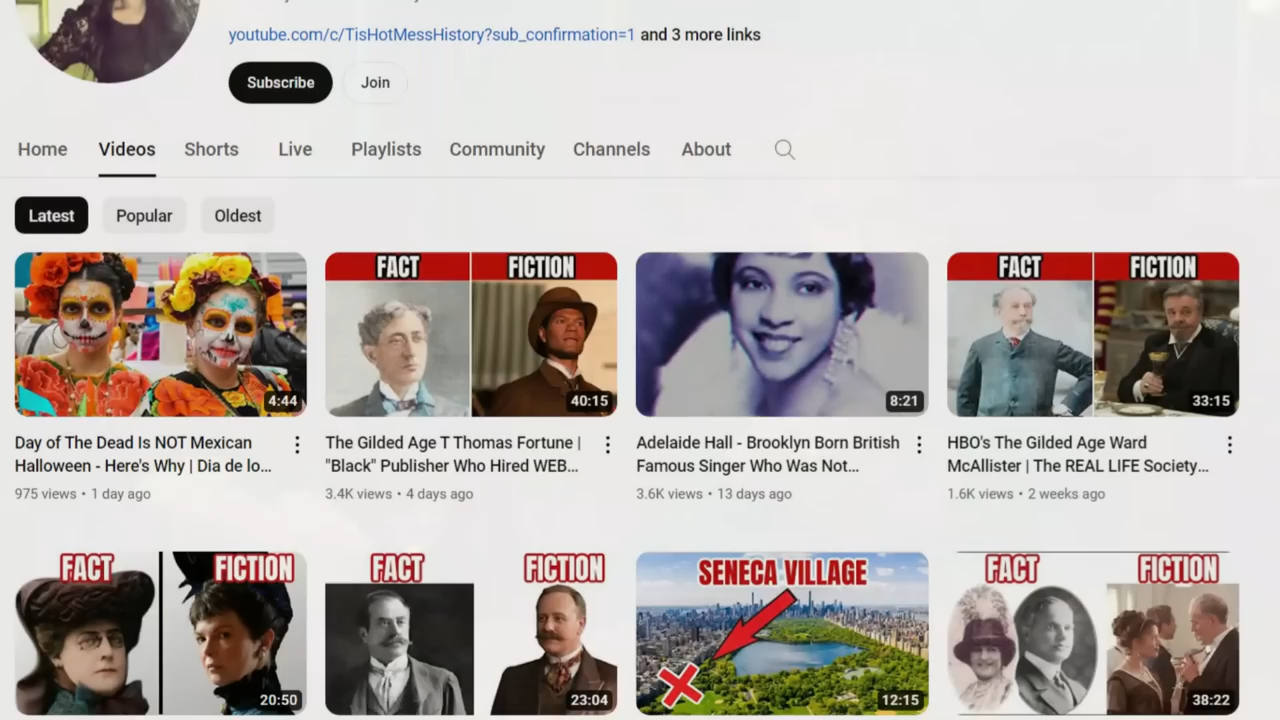 youtube.com/c/TisHotMessHistory?sub_confirmation=1 and 3 more links
Subscribe Join
Home Videos Shorts Live Playlists Community Channels About
Latest Popular Oldest
FACT FICTION
FACT FICTION
4:44
40:15
8:21
33:15
Day of The Dead Is NOT Mexican
Halloween - Here's Why | Dia de lo...
975 views • 1 day ago
The Gilded Age T Thomas Fortune |
"Black" Publisher Who Hired WEB...
3.4K views • 4 days ago
Adelaide Hall - Brooklyn Born British
Famous Singer Who Was Not...
3.6K views • 13 days ago
HBO's The Gilded Age Ward
McAllister | The REAL LIFE Society...
1.6K views • 2 weeks ago
FACT FICTION
20:50
FACT FICTION
23:04
SENECA VILLAGE
12:15
FACT FICTION
38:22